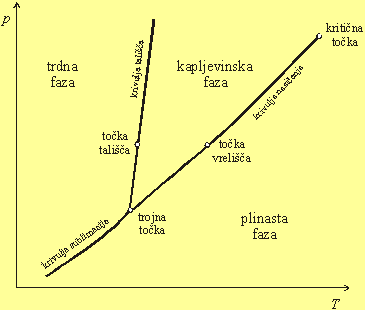 p
kritična
točka
trdna
faza
krivulja tališča
kapljevinska
faza
krivulja nasičenja
točka
tališča
točka
vrelišča
trojna
točka
krivulja sublimacije
plinasta
faza
T